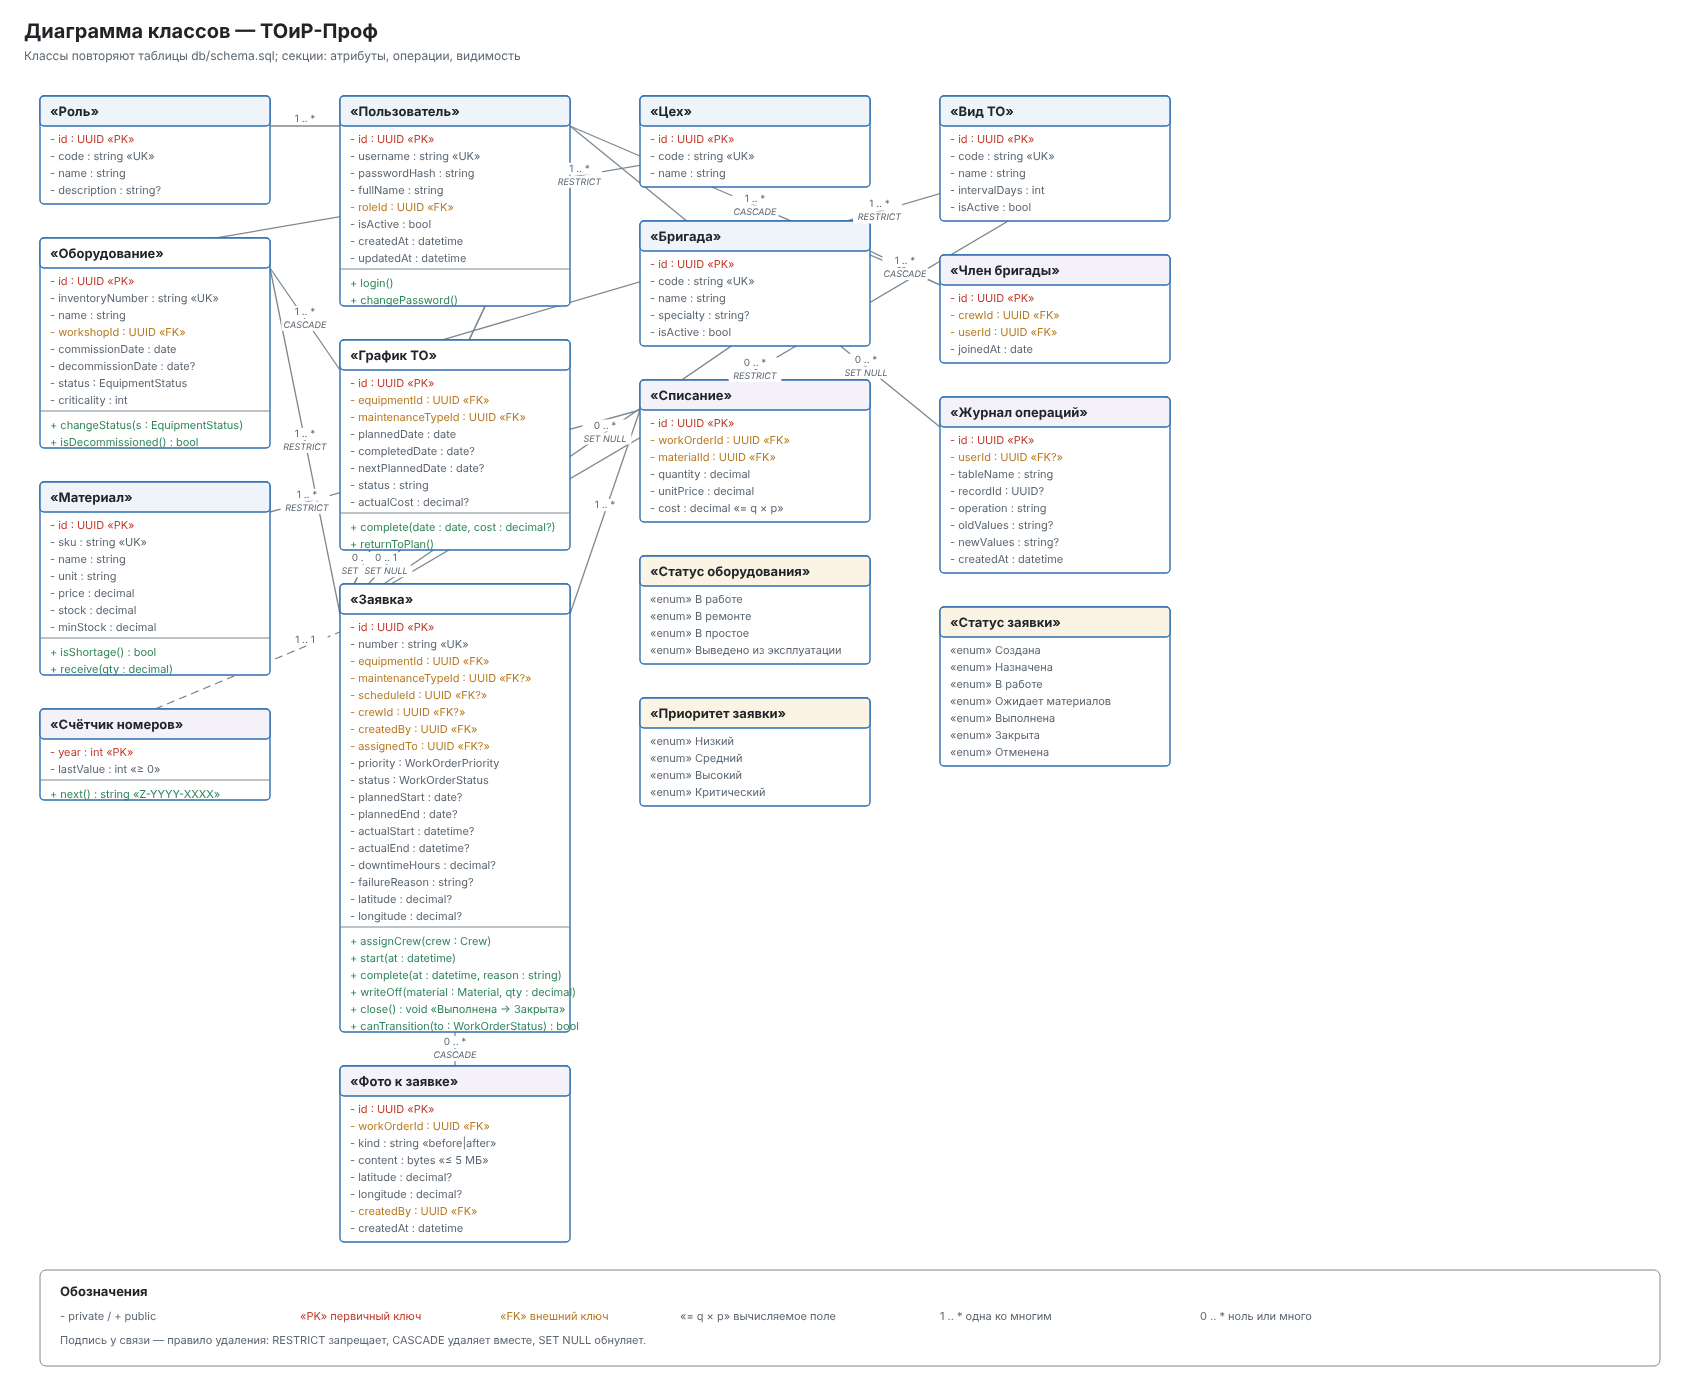 Диаграмма классов — ТОиР-Проф
Классы повторяют таблицы db/schema.sql; секции: атрибуты, операции, видимость
«Роль»
- id : UUID «PK»
- code : string «UK»
- name : string
- description : string?
1 .. *
«Пользователь»
- id : UUID «PK»
- username : string «UK»
- passwordHash : string
- fullName : string
- roleId : UUID «FK»
- isActive : bool
- createdAt : datetime
- updatedAt : datetime
+ login()
+ changePassword()
1 .. *
RESTRICT
«Цех»
- id : UUID «PK»
- code : string «UK»
- name : string
1 .. *
CASCADE
1 .. *
RESTRICT
«Вид ТО»
- id : UUID «PK»
- code : string «UK»
- name : string
- intervalDays : int
- isActive : bool
«Оборудование»
- id : UUID «PK»
- inventoryNumber : string «UK»
- name : string
- workshopId : UUID «FK»
- commissionDate : date
- decommissionDate : date?
- status : EquipmentStatus
- criticality : int
+ changeStatus(s : EquipmentStatus)
+ isDecommissioned() : bool
1 .. *
CASCADE
1 .. *
RESTRICT
«Бригада»
- id : UUID «PK»
- code : string «UK»
- name : string
- specialty : string?
- isActive : bool
1 .. *
CASCADE
«Член бригады»
- id : UUID «PK»
- crewId : UUID «FK»
- userId : UUID «FK»
- joinedAt : date
«График ТО»
- id : UUID «PK»
- equipmentId : UUID «FK»
- maintenanceTypeId : UUID «FK»
- plannedDate : date
- completedDate : date?
- nextPlannedDate : date?
- status : string
- actualCost : decimal?
+ complete(date : date, cost : decimal?)
+ returnToPlan()
0 .. *
RESTRICT
0 .. *
SET NULL
0 .. *
SET NULL
1 .. *
«Списание»
- id : UUID «PK»
- workOrderId : UUID «FK»
- materialId : UUID «FK»
- quantity : decimal
- unitPrice : decimal
- cost : decimal «= q × p»
«Журнал операций»
- id : UUID «PK»
- userId : UUID «FK?»
- tableName : string
- recordId : UUID?
- operation : string
- oldValues : string?
- newValues : string?
- createdAt : datetime
«Материал»
- id : UUID «PK»
- sku : string «UK»
- name : string
- unit : string
- price : decimal
- stock : decimal
- minStock : decimal
+ isShortage() : bool
+ receive(qty : decimal)
1 .. *
RESTRICT
0 ..
SET
0 .. 1
SET NULL
1 .. 1
«Заявка»
- id : UUID «PK»
- number : string «UK»
- equipmentId : UUID «FK»
- maintenanceTypeId : UUID «FK?»
- scheduleId : UUID «FK?»
- crewId : UUID «FK?»
- createdBy : UUID «FK»
- assignedTo : UUID «FK?»
- priority : WorkOrderPriority
- status : WorkOrderStatus
- plannedStart : date?
- plannedEnd : date?
- actualStart : datetime?
- actualEnd : datetime?
- downtimeHours : decimal?
- failureReason : string?
- latitude : decimal?
- longitude : decimal?
+ assignCrew(crew : Crew)
+ start(at : datetime)
+ complete(at : datetime, reason : string)
+ writeOff(material : Material, qty : decimal)
+ close() : void «Выполнена → Закрыта»
+ canTransition(to : WorkOrderStatus) : bool
«Статус оборудования»
«enum» В работе
«enum» В ремонте
«enum» В простое
«enum» Выведено из эксплуатации
«Статус заявки»
«enum» Создана
«enum» Назначена
«enum» В работе
«enum» Ожидает материалов
«enum» Выполнена
«enum» Закрыта
«enum» Отменена
«Счётчик номеров»
- year : int «PK»
- lastValue : int «≥ 0»
+ next() : string «Z-YYYY-XXXX»
«Приоритет заявки»
«enum» Низкий
«enum» Средний
«enum» Высокий
«enum» Критический
0 .. *
CASCADE
«Фото к заявке»
- id : UUID «PK»
- workOrderId : UUID «FK»
- kind : string «before|after»
- content : bytes «≤ 5 МБ»
- latitude : decimal?
- longitude : decimal?
- createdBy : UUID «FK»
- createdAt : datetime
Обозначения
- private / + public
«PK» первичный ключ
«FK» внешний ключ
«= q × p» вычисляемое поле
1 .. * одна ко многим
0 .. * ноль или много
Подпись у связи — правило удаления: RESTRICT запрещает, CASCADE удаляет вместе, SET NULL обнуляет.